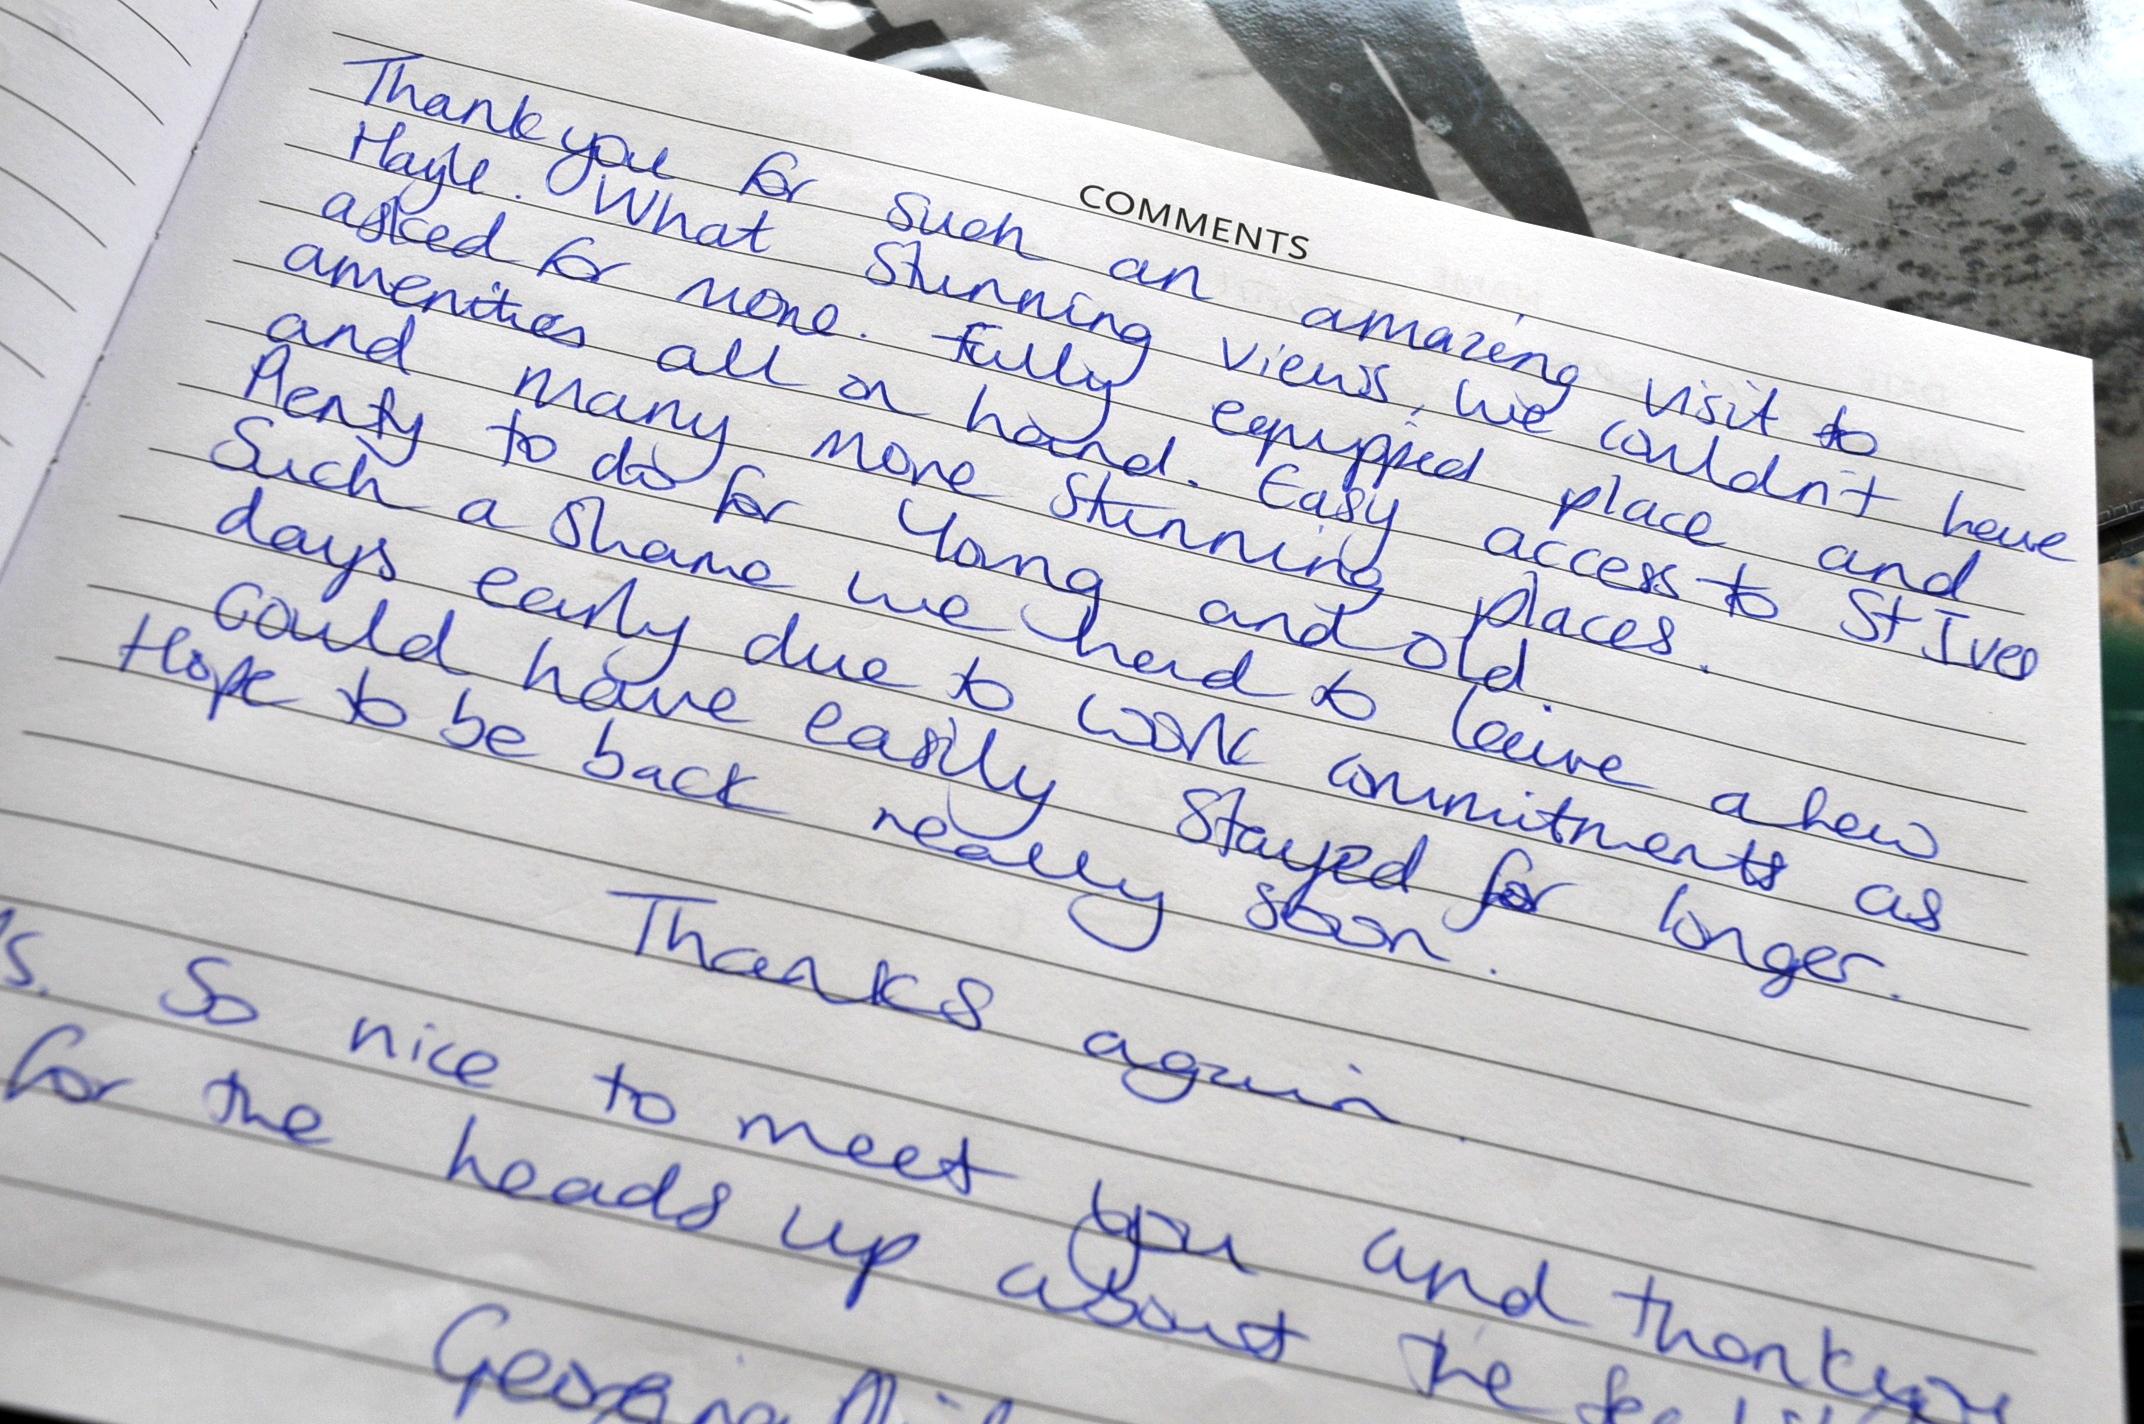 COMMENTS
Thank you for such an amazing visit to
Hayle. What Stunning views, we couldn't have
asked for more. Fully equipped place and
amenities all on hand. Easy access to St Ives
and many more Stunning places.
Plenty to do for Young and old
Such a shame we had to leave a few
days early due to work commitments as
could have easily Stayed for longer.
Hope to be back really soon.
Thanks again.
s. So nice to meet you and thankyou
for the heads up about the
Georgina